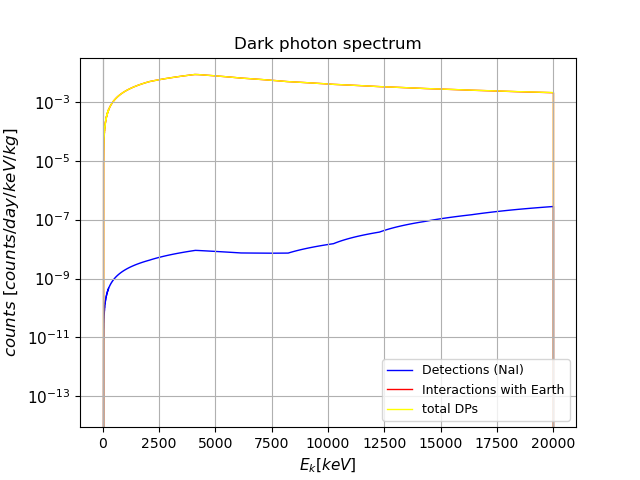 Dark photon spectrum
counts [counts/day/keV/kg]
10⁻³
10⁻⁵
10⁻⁷
10⁻⁹
10⁻¹¹
10⁻¹³
Detections (NaI)
Interactions with Earth
total DPs
0 2500 5000 7500 10000 12500 15000 17500 20000
Eₖ[keV]